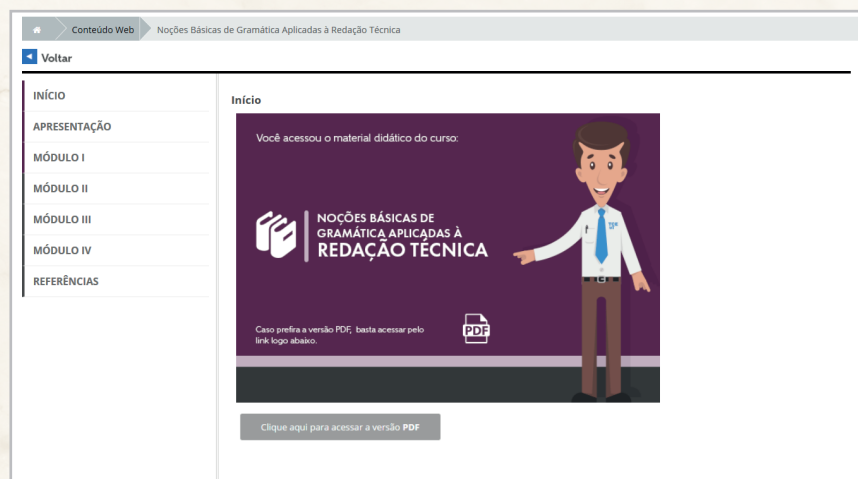 Conteúdo Web
Noções Básicas de Gramática Aplicadas à Redação Técnica
Voltar
INÍCIO
APRESENTAÇÃO
MÓDULO I
MÓDULO II
MÓDULO III
MÓDULO IV
REFERÊNCIAS
Início
Você acessou o material didático do curso:
NOÇÕES BÁSICAS DE
GRAMÁTICA APLICADAS À
REDAÇÃO TÉCNICA
Caso prefira a versão PDF, basta acessar pelo
link logo abaixo.
PDF
Clique aqui para acessar a versão PDF